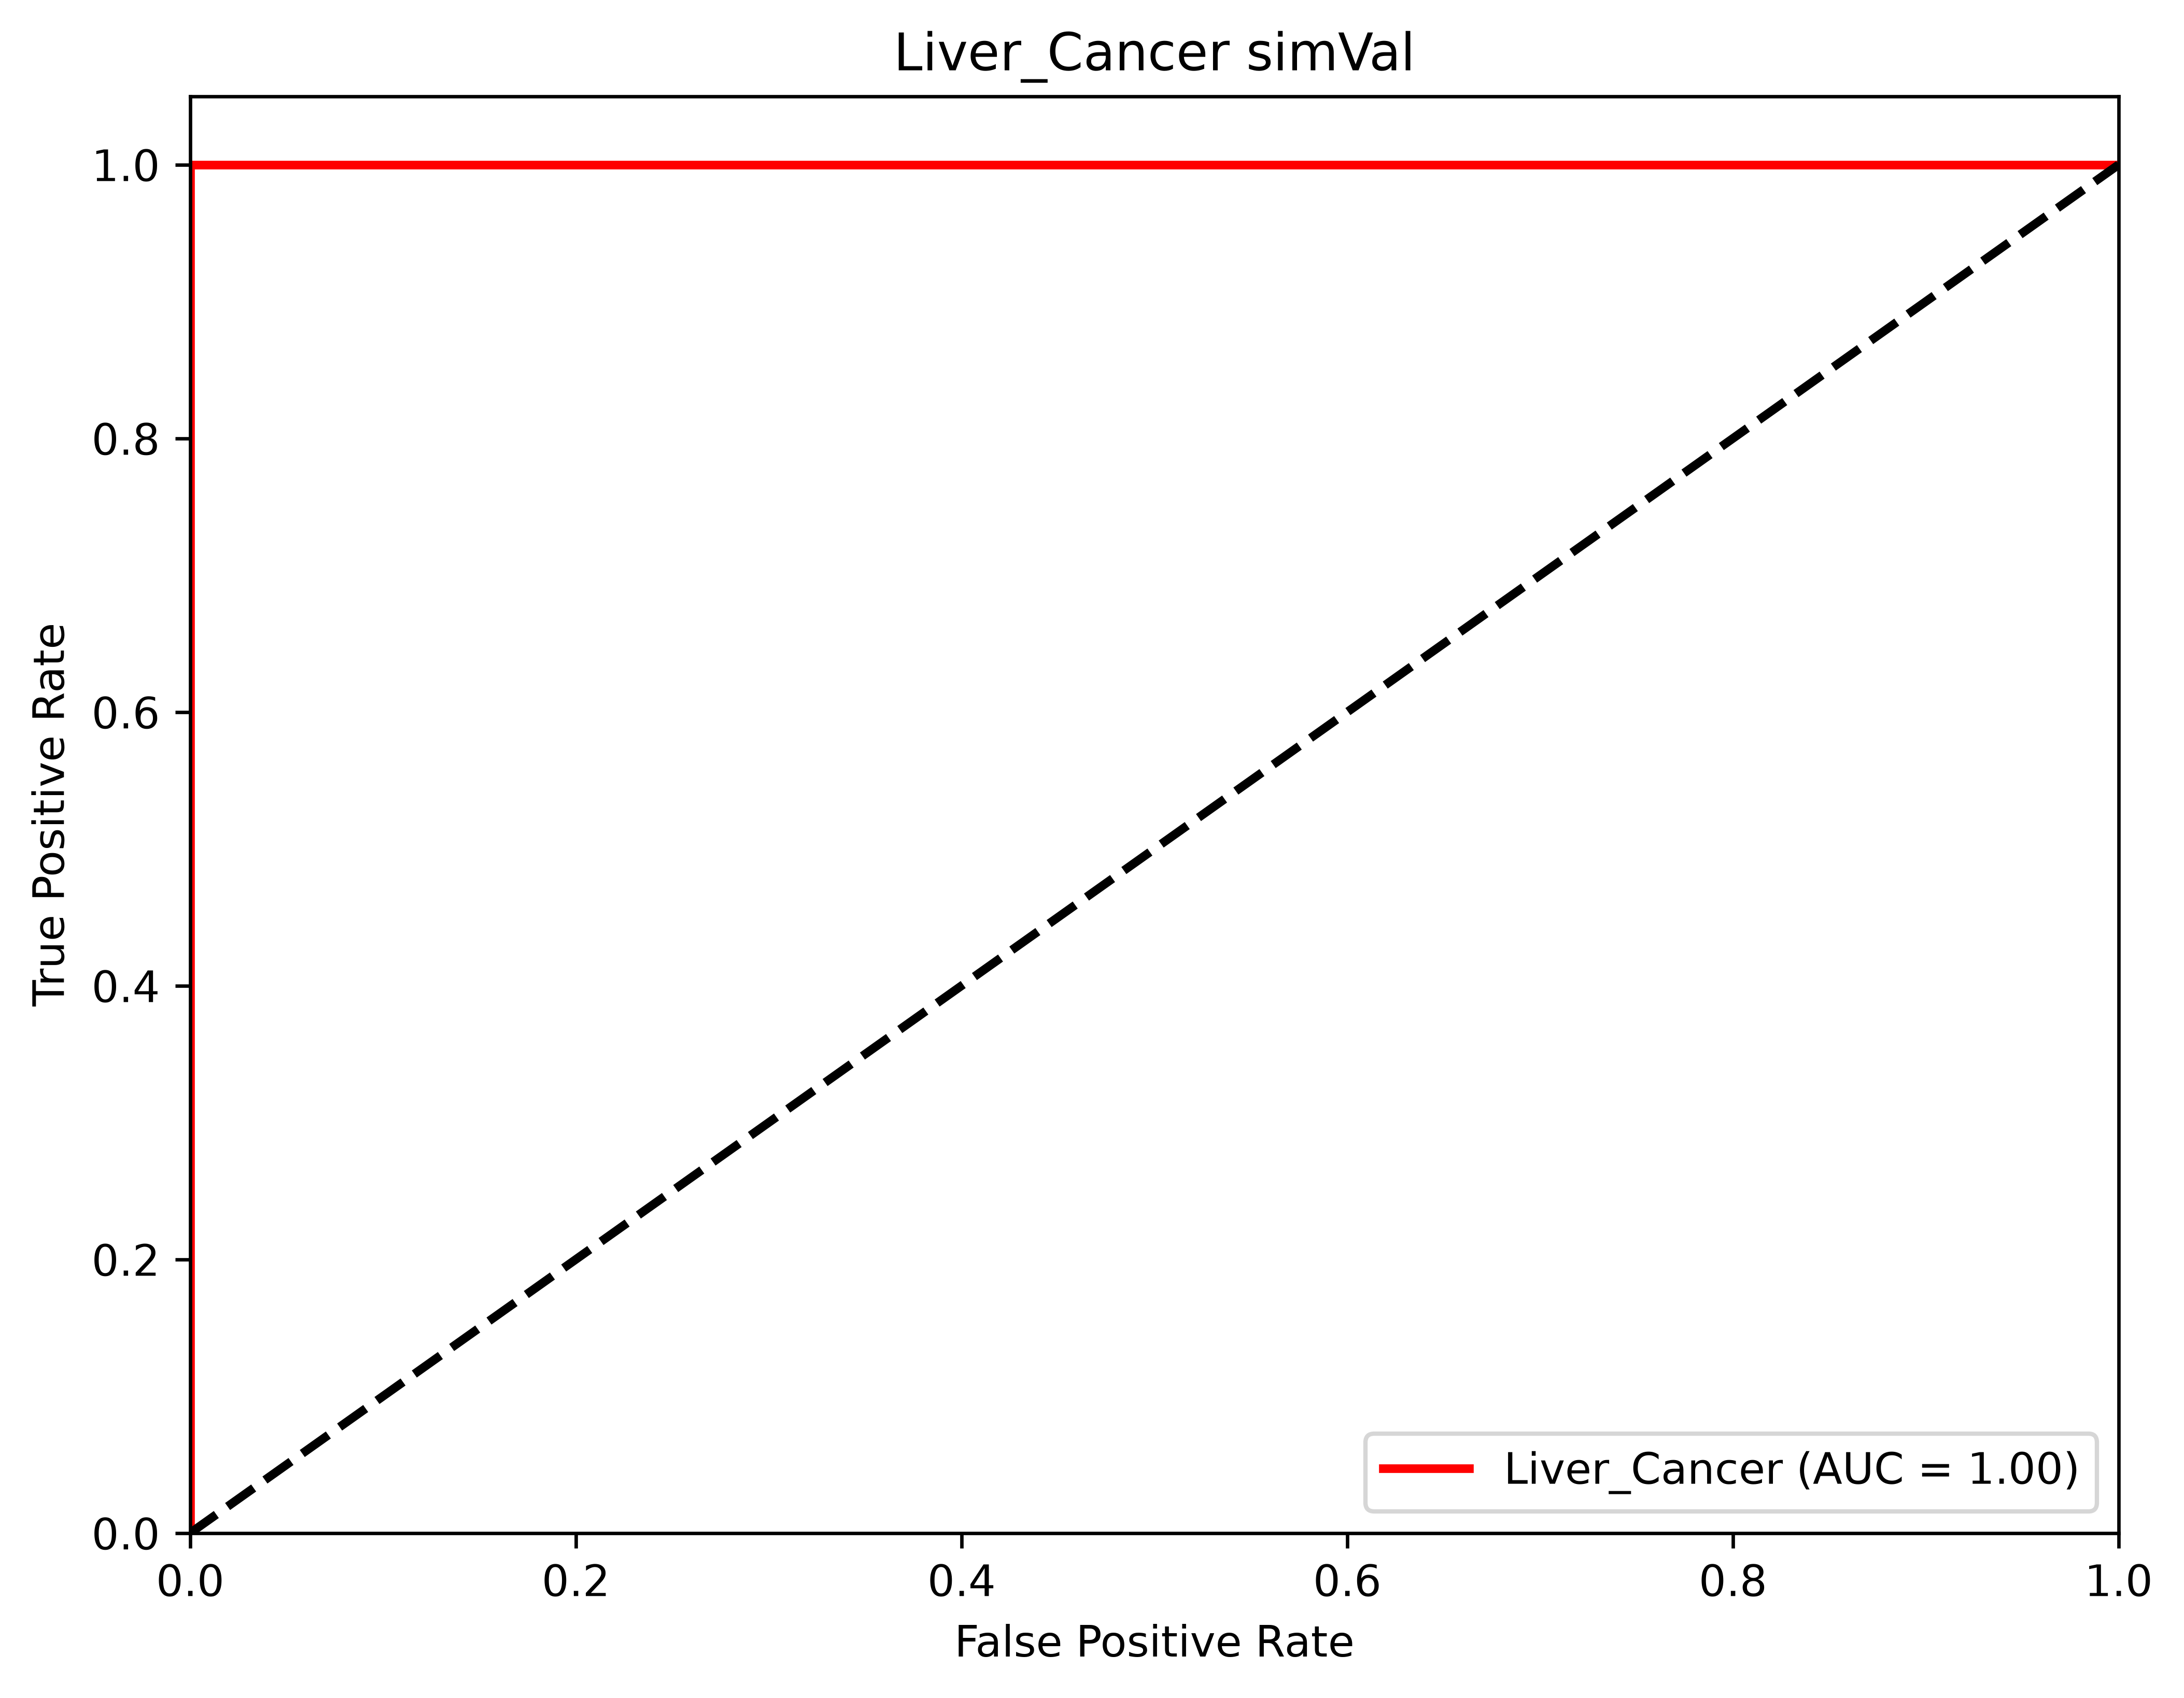 Liver_Cancer simVal
1.0
0.8
0.6
0.4
0.2
0.0
True Positive Rate
0.0 0.2 0.4 0.6 0.8 1.0
False Positive Rate
Liver_Cancer (AUC = 1.00)